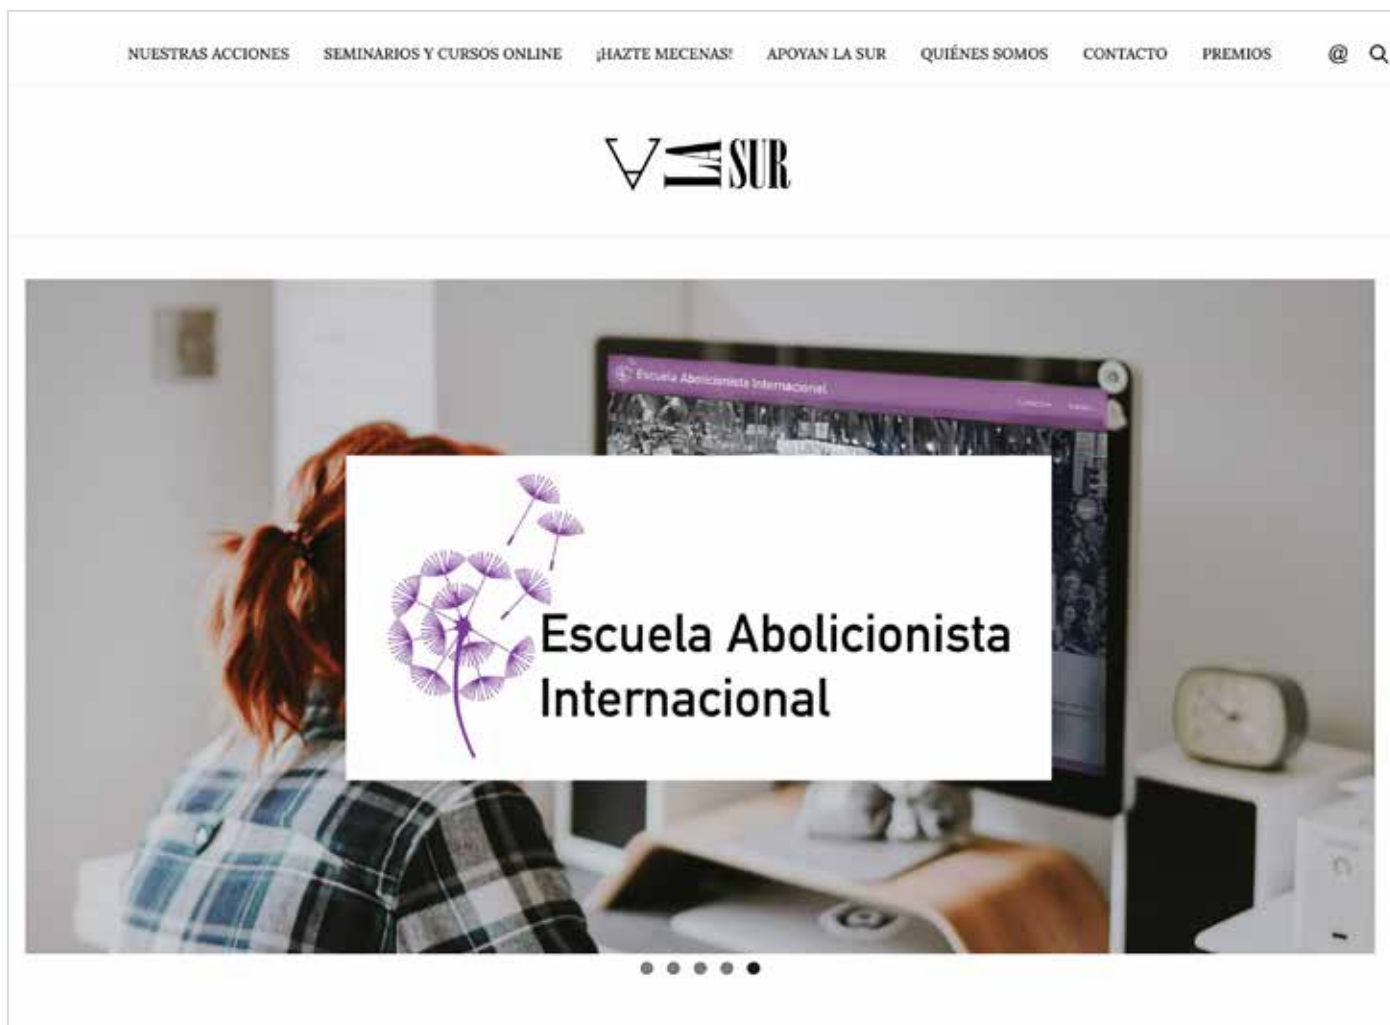 NUESTRAS ACCIONES SEMINARIOS Y CURSOS ONLINE ¡HAZTE MECENAS! APOYAN LA SUR QUIÉNES SOMOS CONTACTO PREMIOS @
A LA SUR
Escuela Abolicionista Internacional
Escuela Abolicionista
Internacional